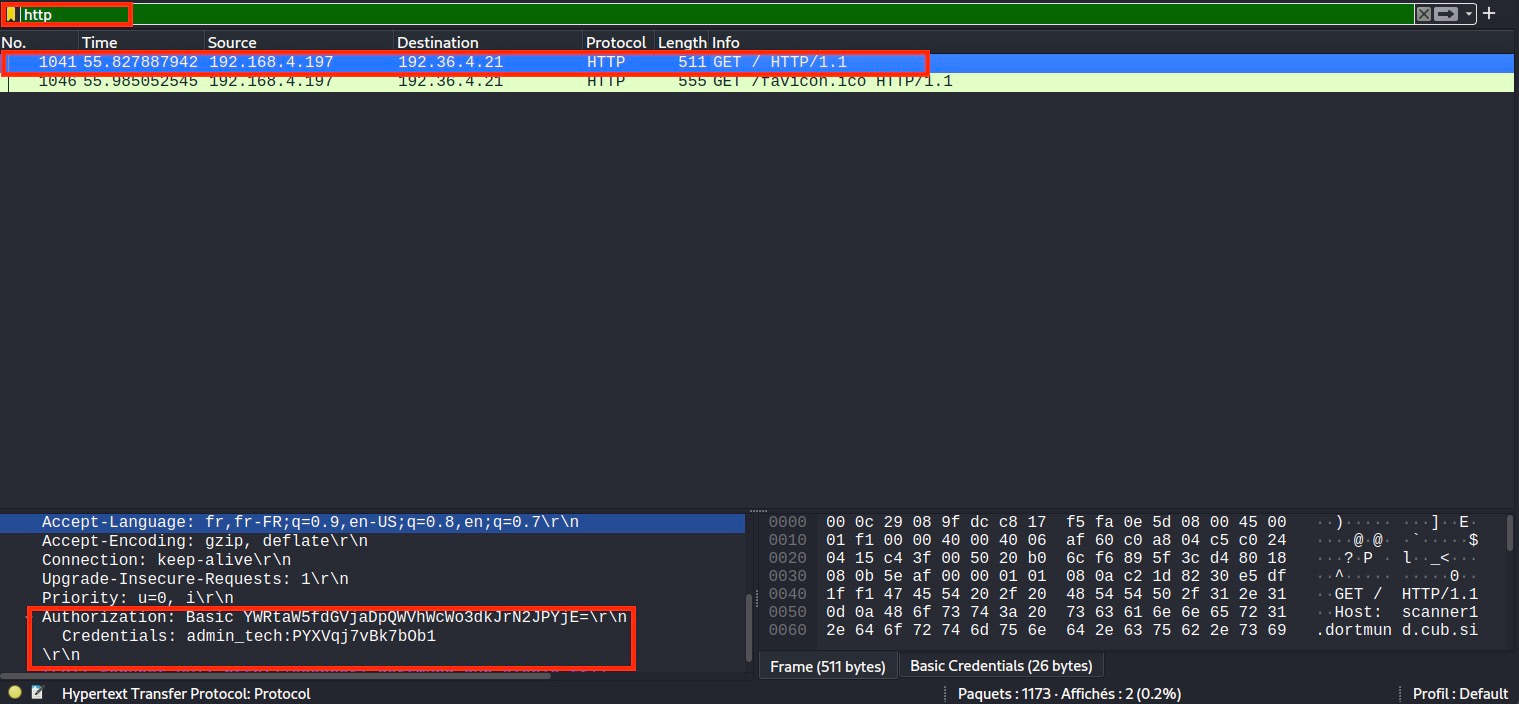 http
No. Time Source Destination Protocol Length Info
1041 55.827887942 192.168.4.197 192.36.4.21 HTTP 511 GET / HTTP/1.1
1046 55.985052545 192.168.4.197 192.36.4.21 HTTP 555 GET /favicon.ico HTTP/1.1
Accept-Language: fr,fr-FR;q=0.9,en-US;q=0.8,en;q=0.7\r\n
Accept-Encoding: gzip, deflate\r\n
Connection: keep-alive\r\n
Upgrade-Insecure-Requests: 1\r\n
Priority: u=0, i\r\n
Authorization: Basic YWRtaW5fdGVjaDpQWVhWcWo3dkJrN2JPYjE=\r\n
Credentials: admin_tech:PYXVqj7vBk7bOb1
\r\n
0000 00 0c 29 08 9f dc c8 17 f5 fa 0e 5d 08 00 45 00 ··)····· ···]··E·
0010 01 f1 00 00 40 00 40 06 af 60 c0 a8 04 c5 c0 24 ····@·@· ·`·····$
0020 04 15 c4 3f 00 50 20 b0 6c f6 89 5f 3c d4 80 18 ···?·P · l··_<···
0030 08 0b 5e af 00 00 01 01 08 0a c2 1d 82 30 e5 df ··^····· ·····0··
0040 1f f1 47 45 54 20 2f 20 48 54 54 50 2f 31 2e 31 ··GET / HTTP/1.1
0050 0d 0a 48 6f 73 74 3a 20 73 63 61 6e 6e 65 72 31 ··Host: scanner1
0060 2e 64 6f 72 74 6d 75 6e 64 2e 63 75 62 2e 73 69 .dortmun d.cub.si
Frame (511 bytes) Basic Credentials (26 bytes)
Hypertext Transfer Protocol: Protocol Paquets : 1173 · Affichés : 2 (0.2%) Profil : Default